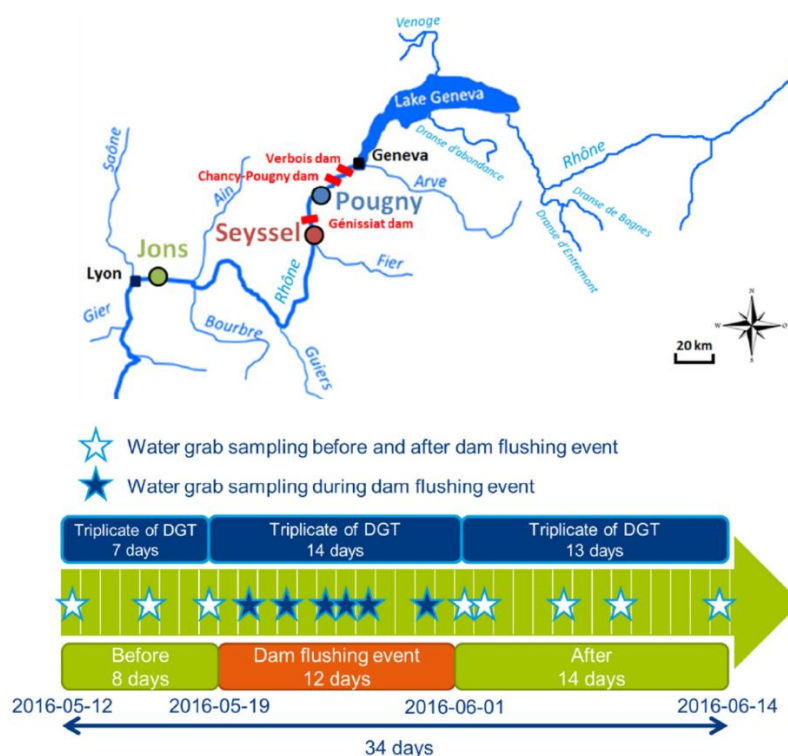 Venoge
Lake Geneva
Dranse d'abondance
Rhône
Saône
Verbois dam
Geneva
Chancy-Pougny dam
Ain
Arve
Pougny
Dranse de Bagnes
Seyssel
Génissiat dam
Dranse d'Entremont
Jons
Lyon
Rhône
Fier
Gier
Bourbre
Guiers
N
W
O
S
20 km
Water grab sampling before and after dam flushing event
Water grab sampling during dam flushing event
Triplicate of DGT
7 days
Triplicate of DGT
14 days
Triplicate of DGT
13 days
Before
8 days
Dam flushing event
12 days
After
14 days
2016-05-12
2016-05-19
2016-06-01
2016-06-14
34 days